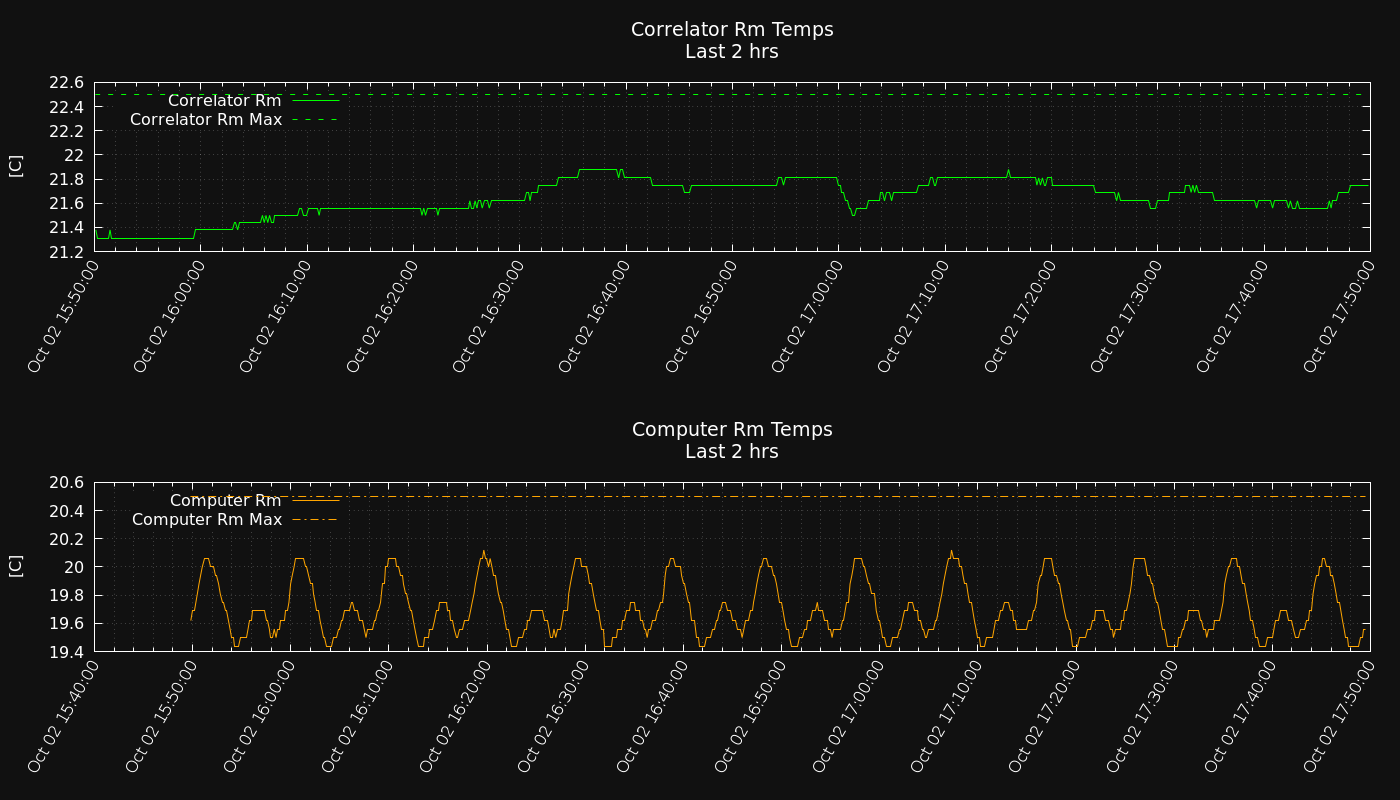 Correlator Rm Temps
Last 2 hrs
22.6
22.4
22.2
22
21.8
21.6
21.4
21.2
[C]
Correlator Rm
Correlator Rm Max
Oct 02 15:50:00
Oct 02 16:00:00
Oct 02 16:10:00
Oct 02 16:20:00
Oct 02 16:30:00
Oct 02 16:40:00
Oct 02 16:50:00
Oct 02 17:00:00
Oct 02 17:10:00
Oct 02 17:20:00
Oct 02 17:30:00
Oct 02 17:40:00
Oct 02 17:50:00
Computer Rm Temps
Last 2 hrs
20.6
20.4
20.2
20
19.8
19.6
19.4
[C]
Computer Rm
Computer Rm Max
Oct 02 15:40:00
Oct 02 15:50:00
Oct 02 16:00:00
Oct 02 16:10:00
Oct 02 16:20:00
Oct 02 16:30:00
Oct 02 16:40:00
Oct 02 16:50:00
Oct 02 17:00:00
Oct 02 17:10:00
Oct 02 17:20:00
Oct 02 17:30:00
Oct 02 17:40:00
Oct 02 17:50:00